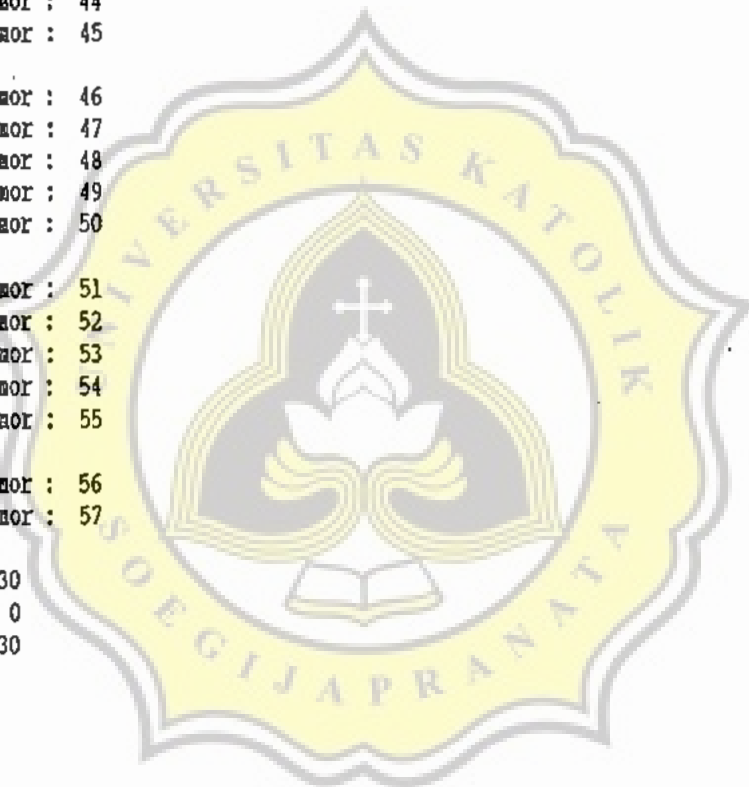 mor : 44
mor : 45
mor : 46
mor : 47
mor : 48
mor : 49
mor : 50
mor : 51
mor : 52
mor : 53
mor : 54
mor : 55
mor : 56
mor : 57
30
0
30
UNIVERSITAS KATOLIK
SOEGIJAPRANATA